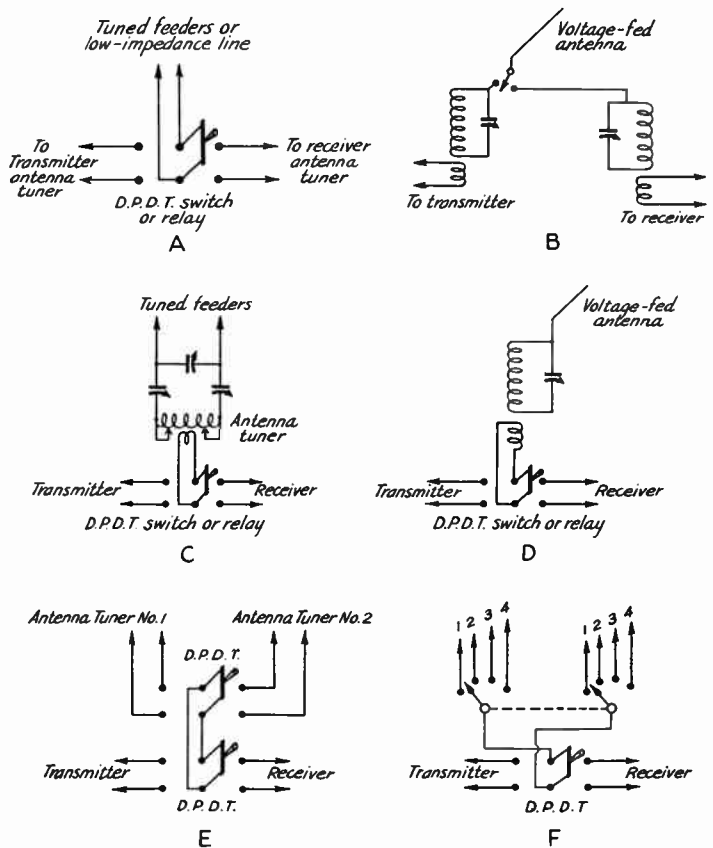 Tuned feeders or
low-impedance line
To
Transmitter
antenna
tuner
To receiver
antenna
tuner
D.P.D.T. switch
or relay
A
Voltage-fed
antenna
To transmitter
To receiver
B
Tuned feeders
Antenna
tuner
Transmitter
Receiver
D.P.D.T. switch or relay
C
Voltage-fed
antenna
Transmitter
Receiver
D.P.D.T. switch or relay
D
Antenna Tuner No.1
Antenna Tuner No.2
D.P.D.T.
Transmitter
Receiver
D.P.D.T.
E
1 2 3 4
1 2 3 4
Transmitter
Receiver
D.P.D.T
F